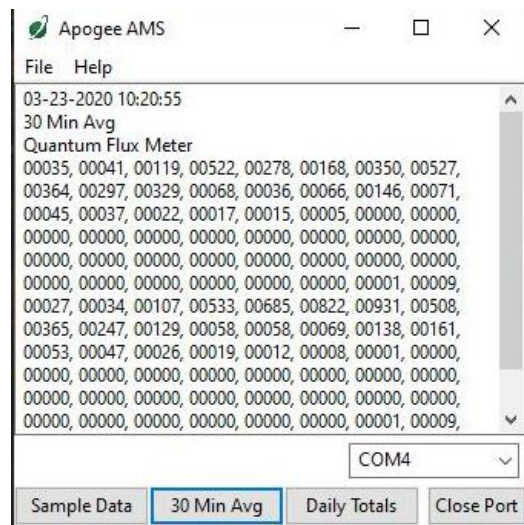 Apogee AMS
File Help
03-23-2020 10:20:55
30 Min Avg
Quantum Flux Meter
00035, 00041, 00119, 00522, 00278, 00168, 00350, 00527,
00364, 00297, 00329, 00068, 00036, 00066, 00146, 00071,
00045, 00037, 00022, 00017, 00015, 00005, 00000, 00000,
00000, 00000, 00000, 00000, 00000, 00000, 00000, 00000,
00000, 00000, 00000, 00000, 00000, 00000, 00000, 00000,
00000, 00000, 00000, 00000, 00000, 00000, 00001, 00009,
00027, 00034, 00107, 00533, 00685, 00822, 00931, 00508,
00365, 00247, 00129, 00058, 00058, 00069, 00138, 00161,
00053, 00047, 00026, 00019, 00012, 00008, 00001, 00000,
00000, 00000, 00000, 00000, 00000, 00000, 00000, 00000,
00000, 00000, 00000, 00000, 00000, 00000, 00000, 00000,
00000, 00000, 00000, 00000, 00000, 00000, 00001, 00009,
COM4
Sample Data 30 Min Avg Daily Totals Close Port